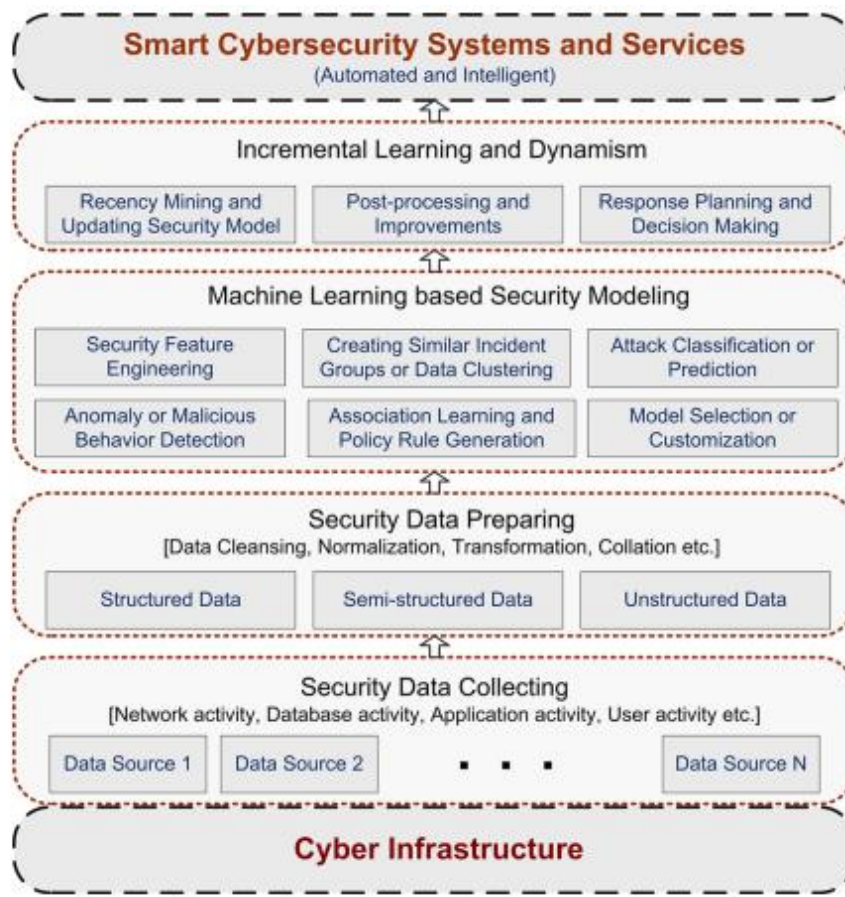 Smart Cybersecurity Systems and Services
(Automated and Intelligent)
Incremental Learning and Dynamism
Recency Mining and
Updating Security Model
Post-processing and
Improvements
Response Planning and
Decision Making
Machine Learning based Security Modeling
Security Feature
Engineering
Creating Similar Incident
Groups or Data Clustering
Attack Classification or
Prediction
Anomaly or Malicious
Behavior Detection
Association Learning and
Policy Rule Generation
Model Selection or
Customization
Security Data Preparing
[Data Cleansing, Normalization, Transformation, Collation etc.]
Structured Data
Semi-structured Data
Unstructured Data
Security Data Collecting
[Network activity, Database activity, Application activity, User activity etc.]
Data Source 1
Data Source 2
. . .
Data Source N
Cyber Infrastructure